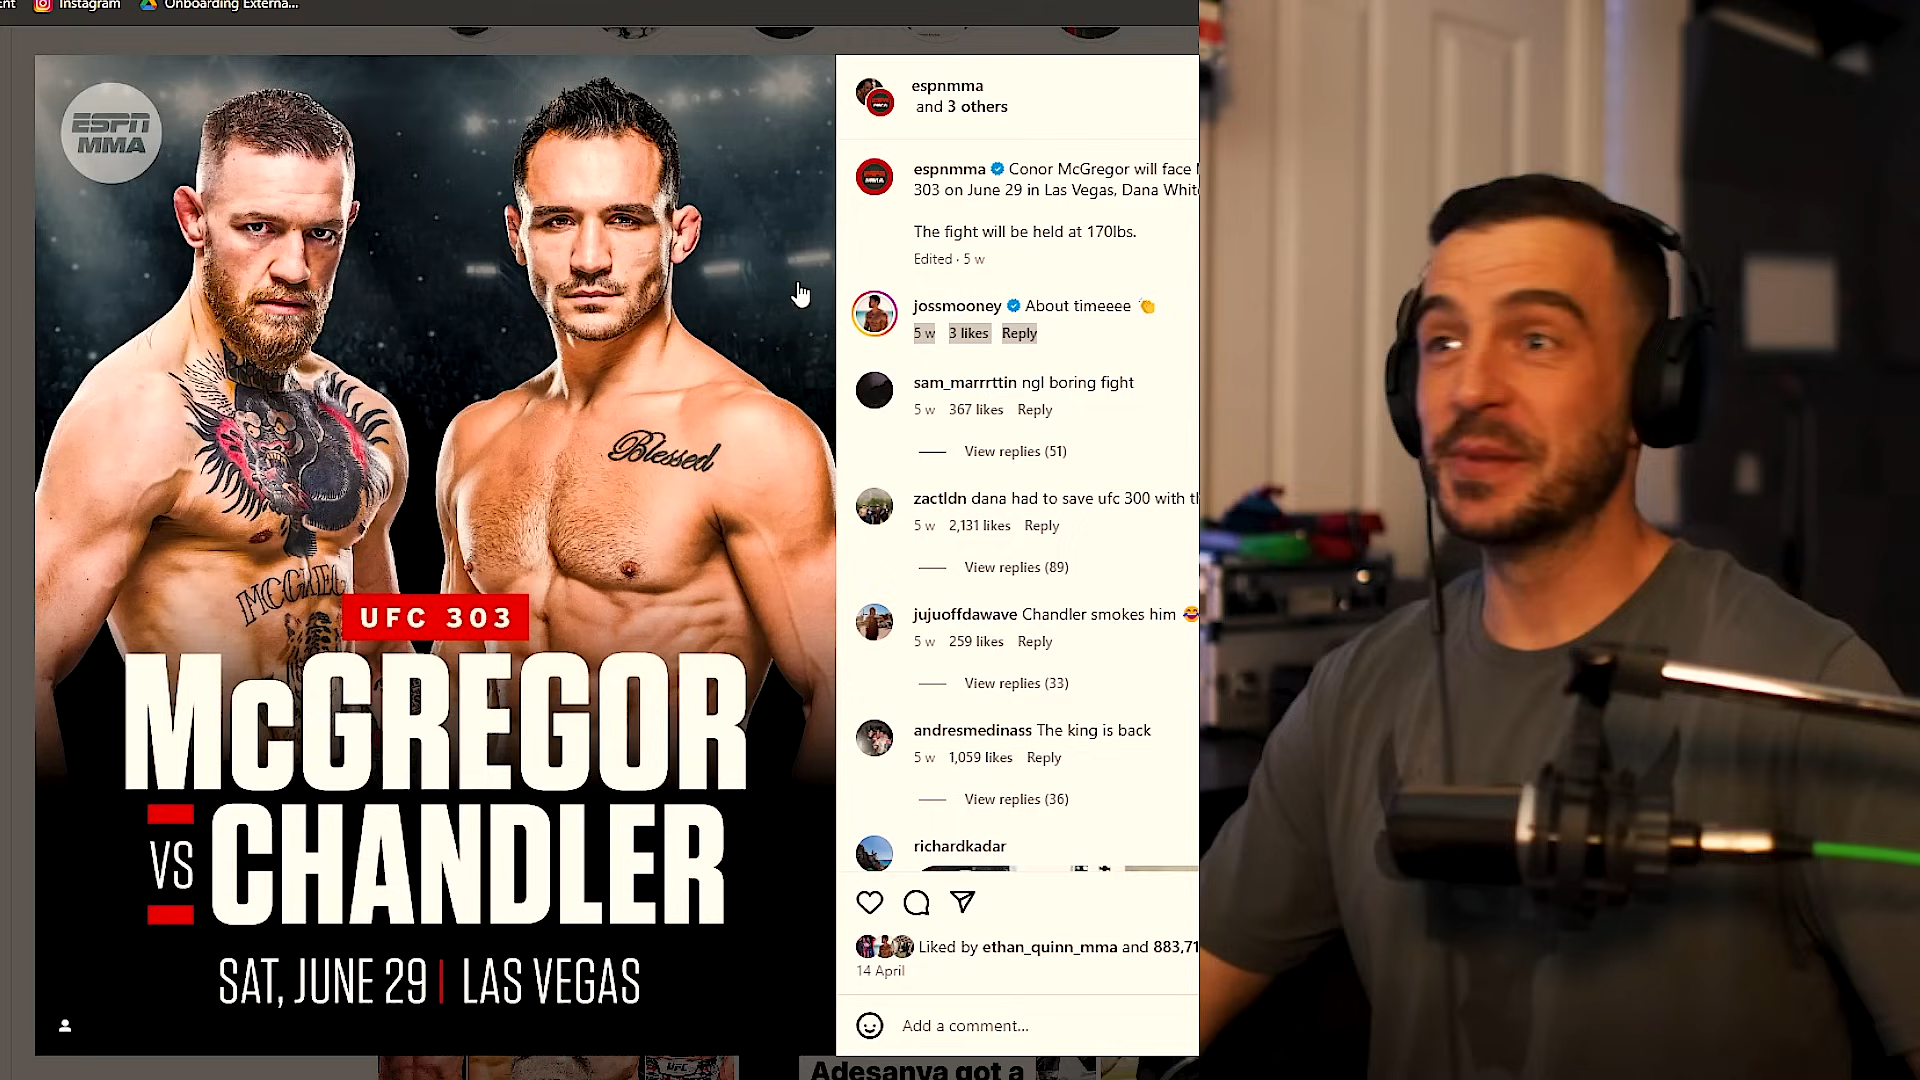 Instagram
Onboarding Externa...
ESPN
MMA
Blessed
UFC 303
McGREGOR
VS
CHANDLER
SAT, JUNE 29 | LAS VEGAS
espnmma
and 3 others
espnmma Conor McGregor will face
303 on June 29 in Las Vegas, Dana
The fight will be held at 170lbs.
Edited · 5 w
jossmooney About timeeee 👏
5 w 3 likes Reply
sam_marrrttin ngl boring fight
5 w 367 likes Reply
View replies (51)
zactldn dana had to save ufc 300 with
5 w 2,131 likes Reply
View replies (89)
jujuoffdawave Chandler smokes him 😂
5 w 259 likes Reply
View replies (33)
andresmedinass The king is back
5 w 1,059 likes Reply
View replies (36)
richardkadar
Liked by ethan_quinn_mma and 883,71
14 April
Add a comment...
Adesanya got a